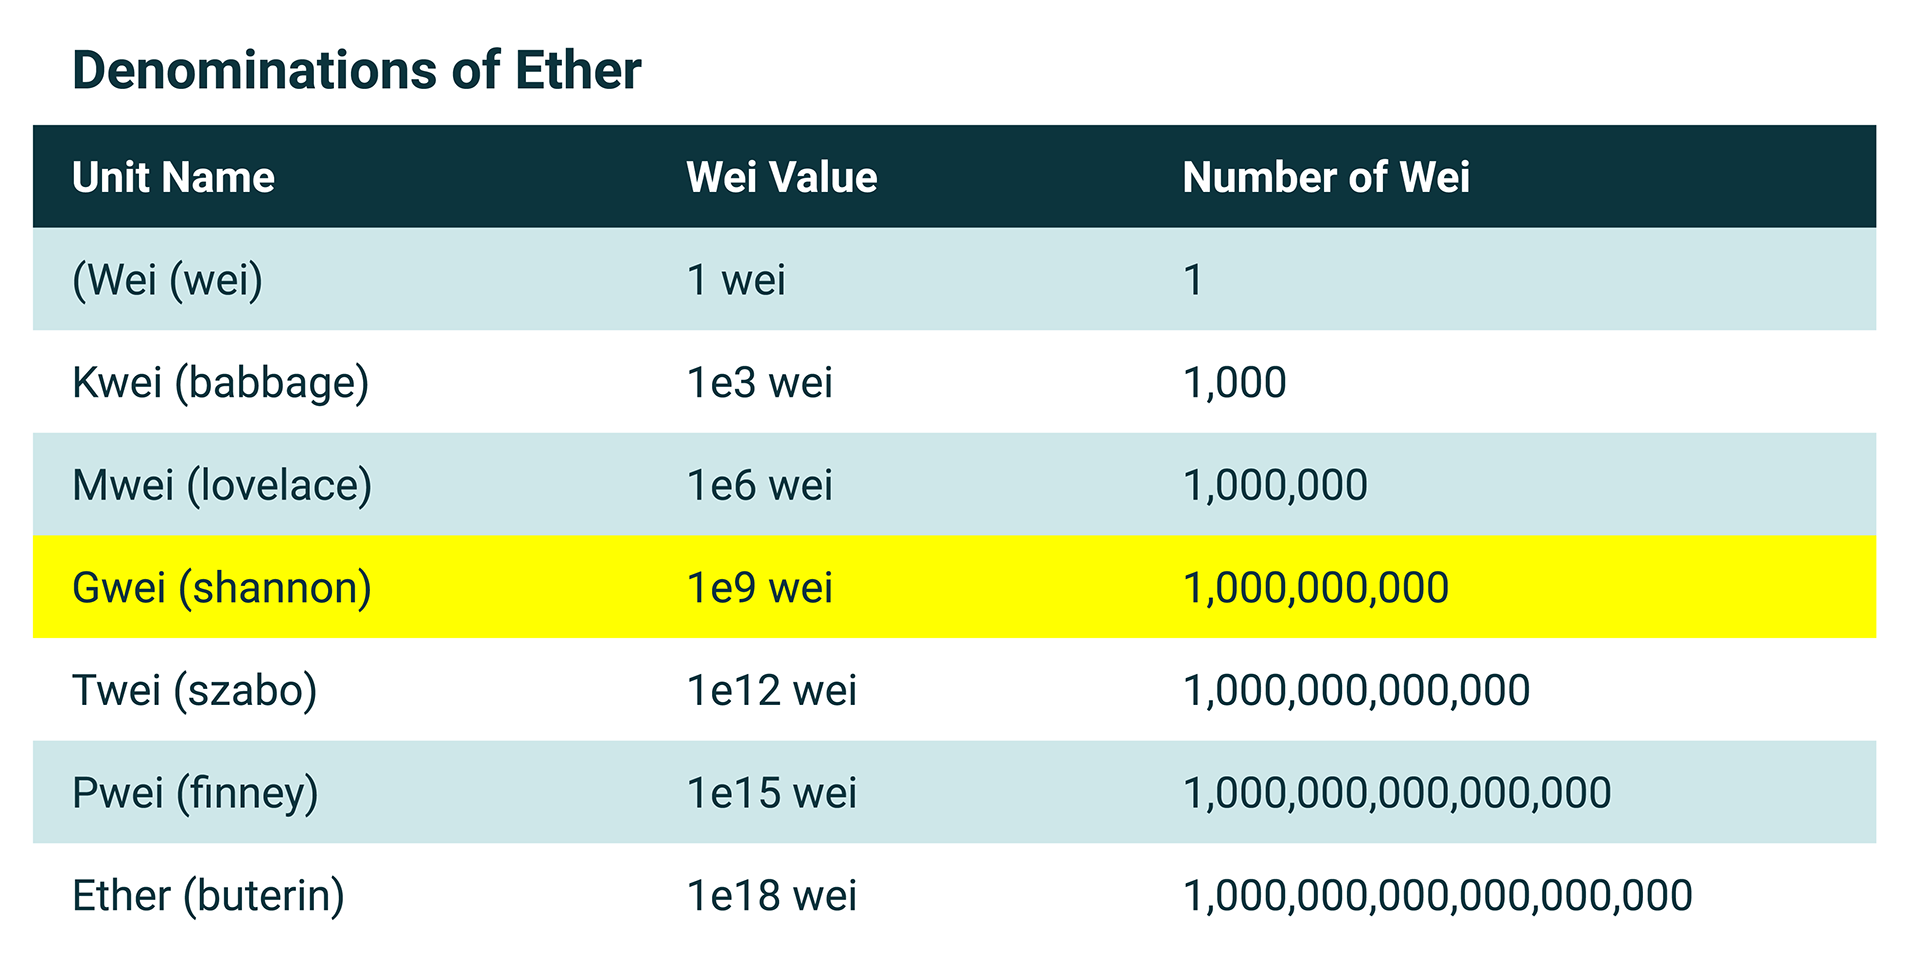 Denominations of Ether
Unit Name Wei Value Number of Wei
(Wei (wei) 1 wei 1
Kwei (babbage) 1e3 wei 1,000
Mwei (lovelace) 1e6 wei 1,000,000
Gwei (shannon) 1e9 wei 1,000,000,000
Twei (szabo) 1e12 wei 1,000,000,000,000
Pwei (finney) 1e15 wei 1,000,000,000,000,000
Ether (buterin) 1e18 wei 1,000,000,000,000,000,000